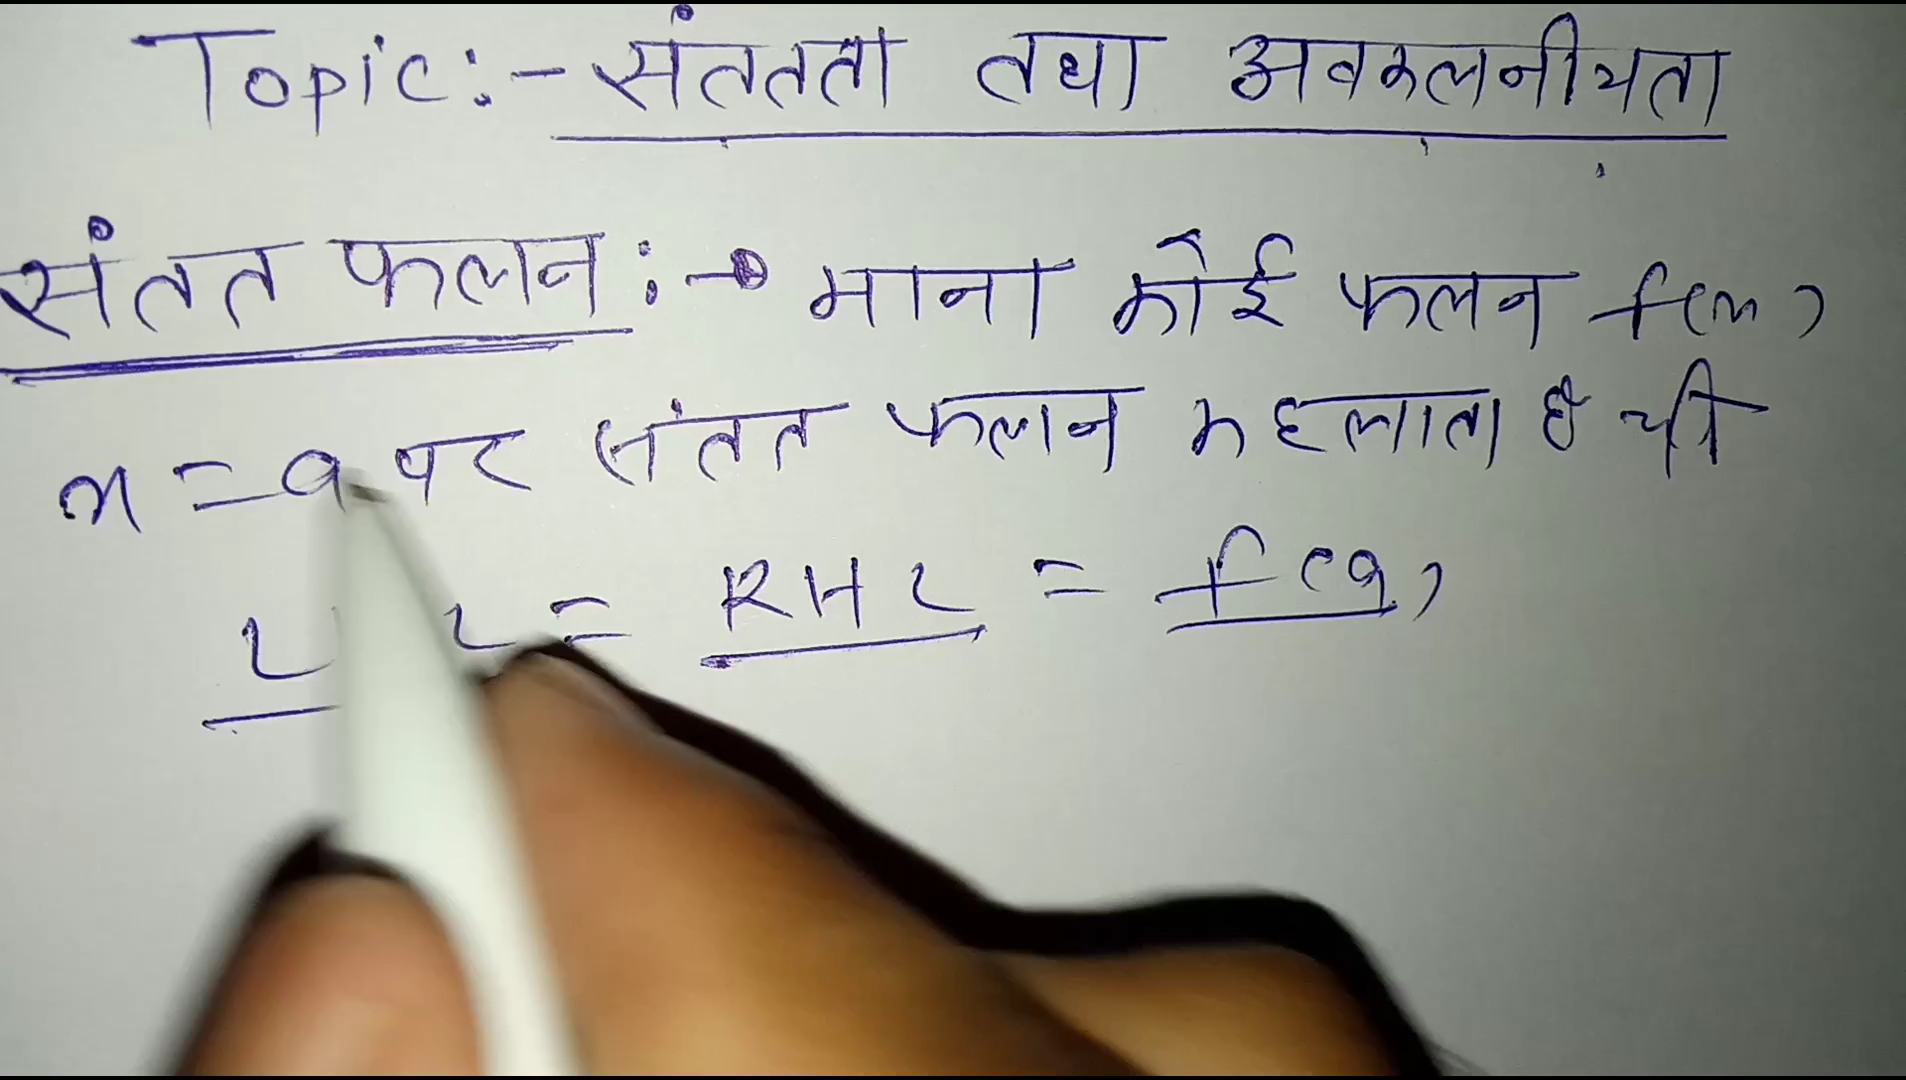 Topic:- संततता तथा अवकलनीयता
संतत फलन :→ माना कोई फलन f(x)
x = a पर संतत फलन कहलाता है यदि
= RHL = f(a)